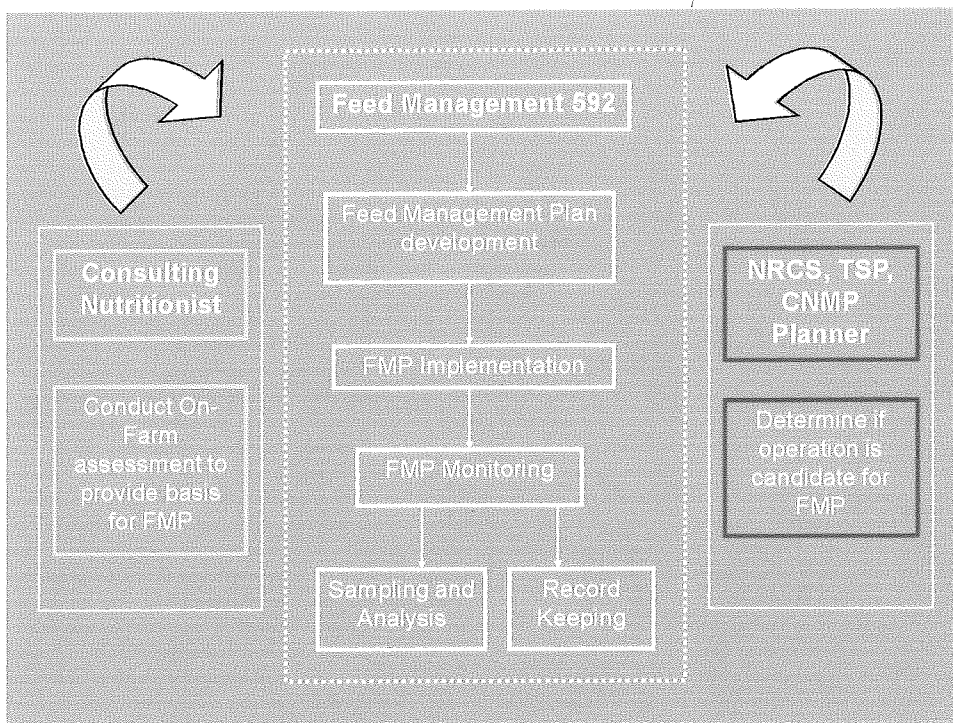 Feed Management 592
Feed Management Plan
development
FMP Implementation
FMP Monitoring
Sampling and
Analysis
Record
Keeping
Consulting
Nutritionist
Conduct On-
Farm
assessment to
provide basis
for FMP
NRCS, TSP,
CNMP
Planner
Determine if
operation is
candidate for
FMP